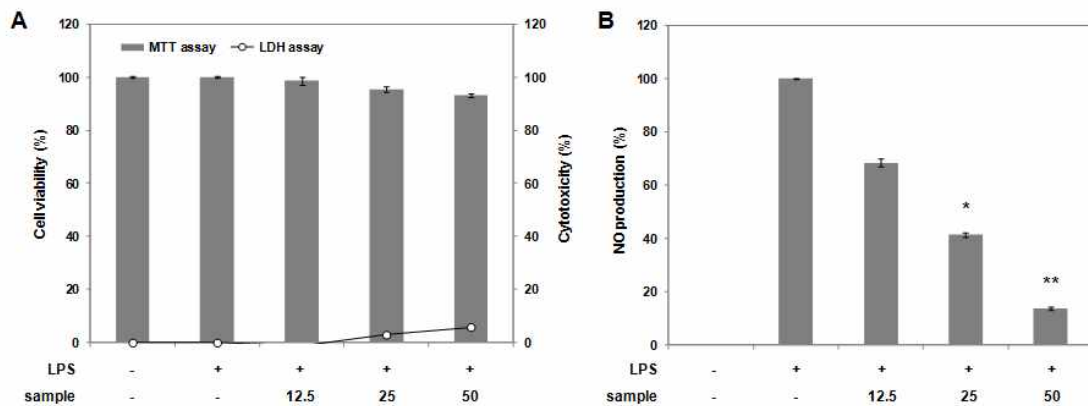 A
B
MTT assay LDH assay
120 120 120
100 100 100
80 80 80
60 60 60
40 40 40
20 20 20
0 0 0
Cell viability (%)
Cytotoxicity (%)
NO production (%)
*
**
LPS - + + + + LPS - + + + +
sample - - 12.5 25 50 sample - - 12.5 25 50